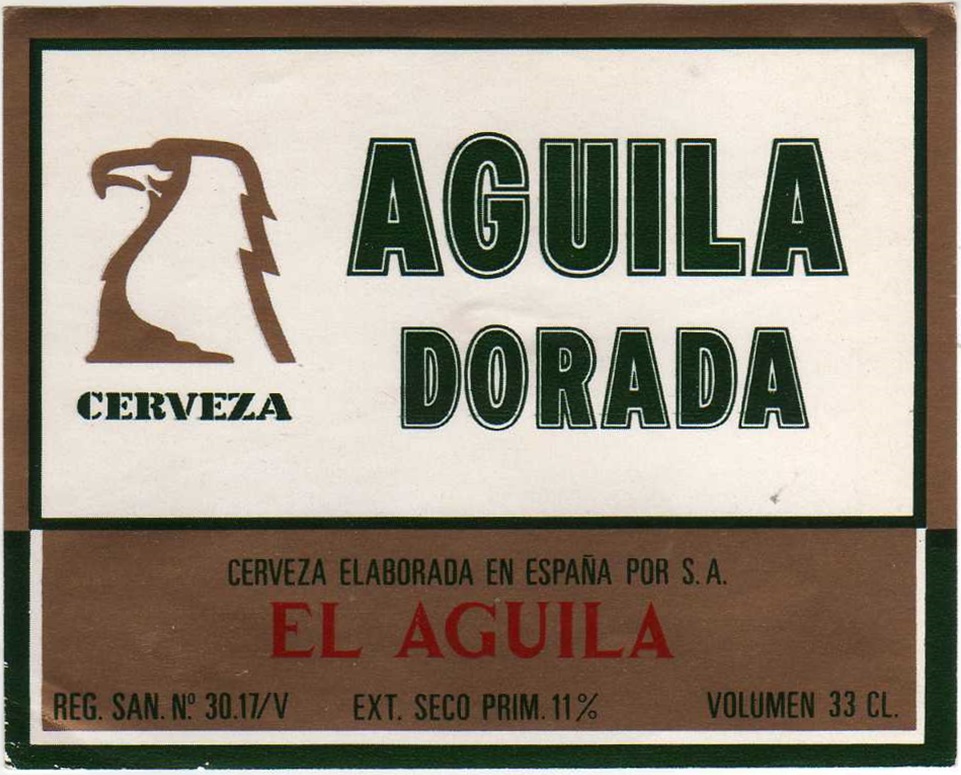 AGUILA
DORADA
CERVEZA
CERVEZA ELABORADA EN ESPAÑA POR S.A.
EL AGUILA
REG. SAN. Nº 30.17/V EXT. SECO PRIM. 11% VOLUMEN 33 CL.